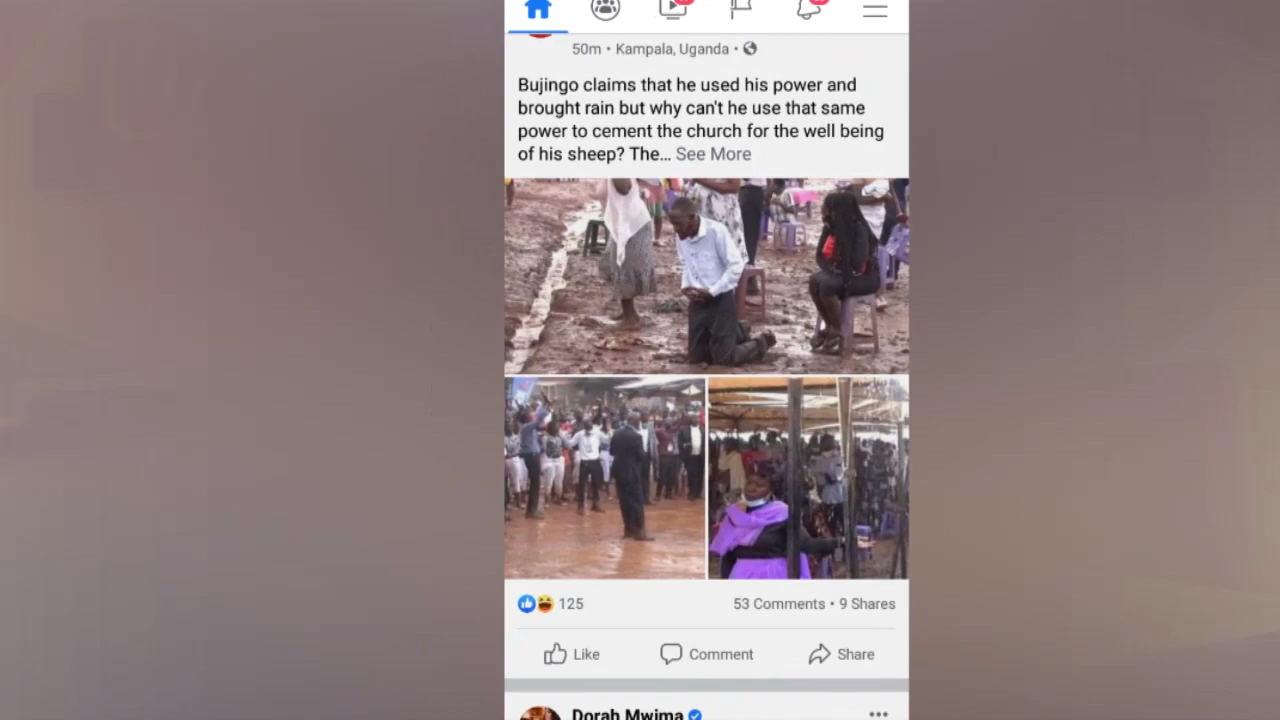 50m • Kampala, Uganda •
Bujingo claims that he used his power and
brought rain but why can't he use that same
power to cement the church for the well being
of his sheep? The... See More
125
53 Comments • 9 Shares
Like
Comment
Share
Dorah Mwima